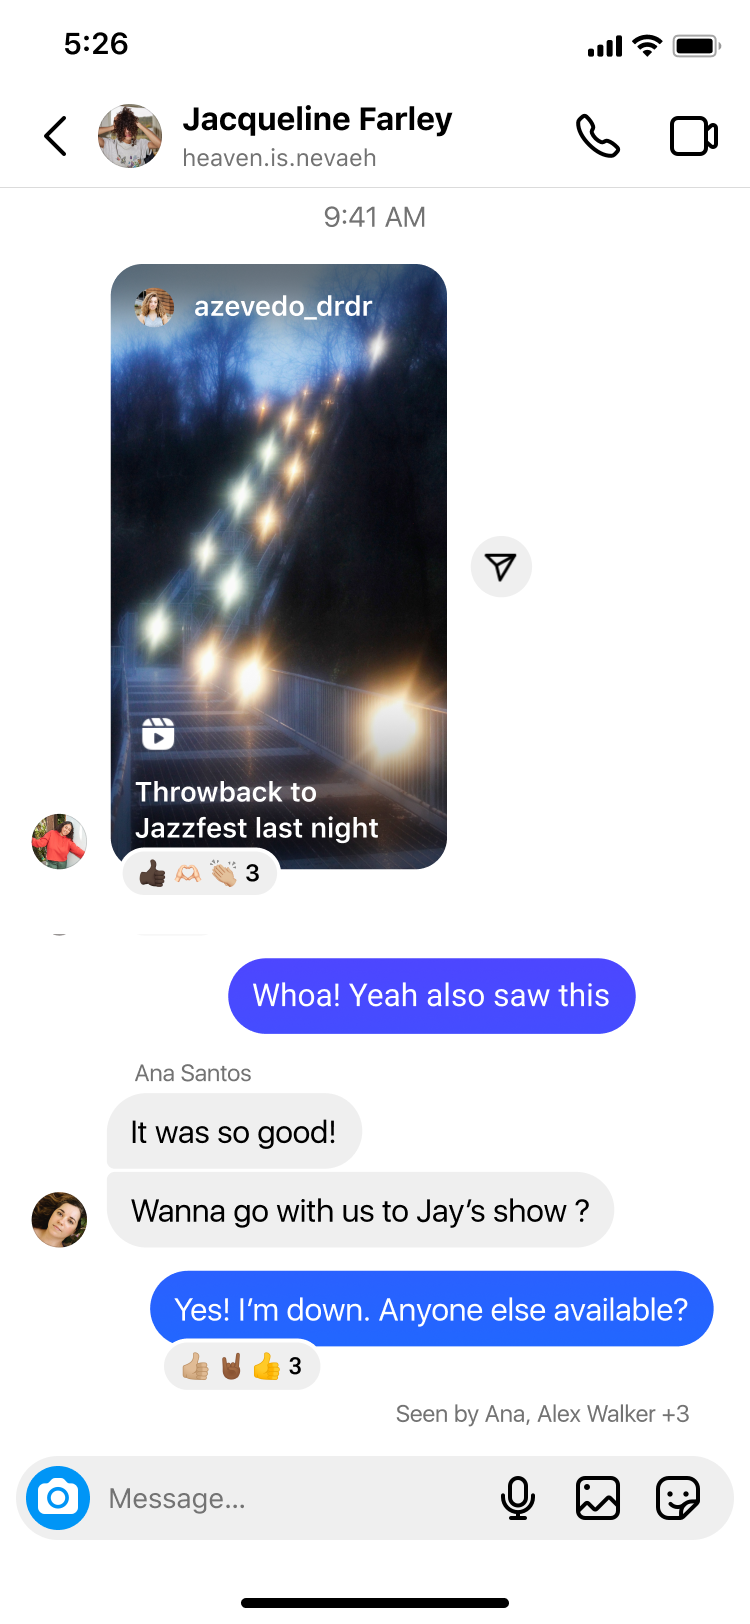 5:26
Jacqueline Farley
heaven.is.nevaeh
9:41 AM
azevedo_drdr
Throwback to
Jazzfest last night
3
Whoa! Yeah also saw this
Ana Santos
It was so good!
Wanna go with us to Jay’s show ?
Yes! I’m down. Anyone else available?
3
Seen by Ana, Alex Walker +3
Message...